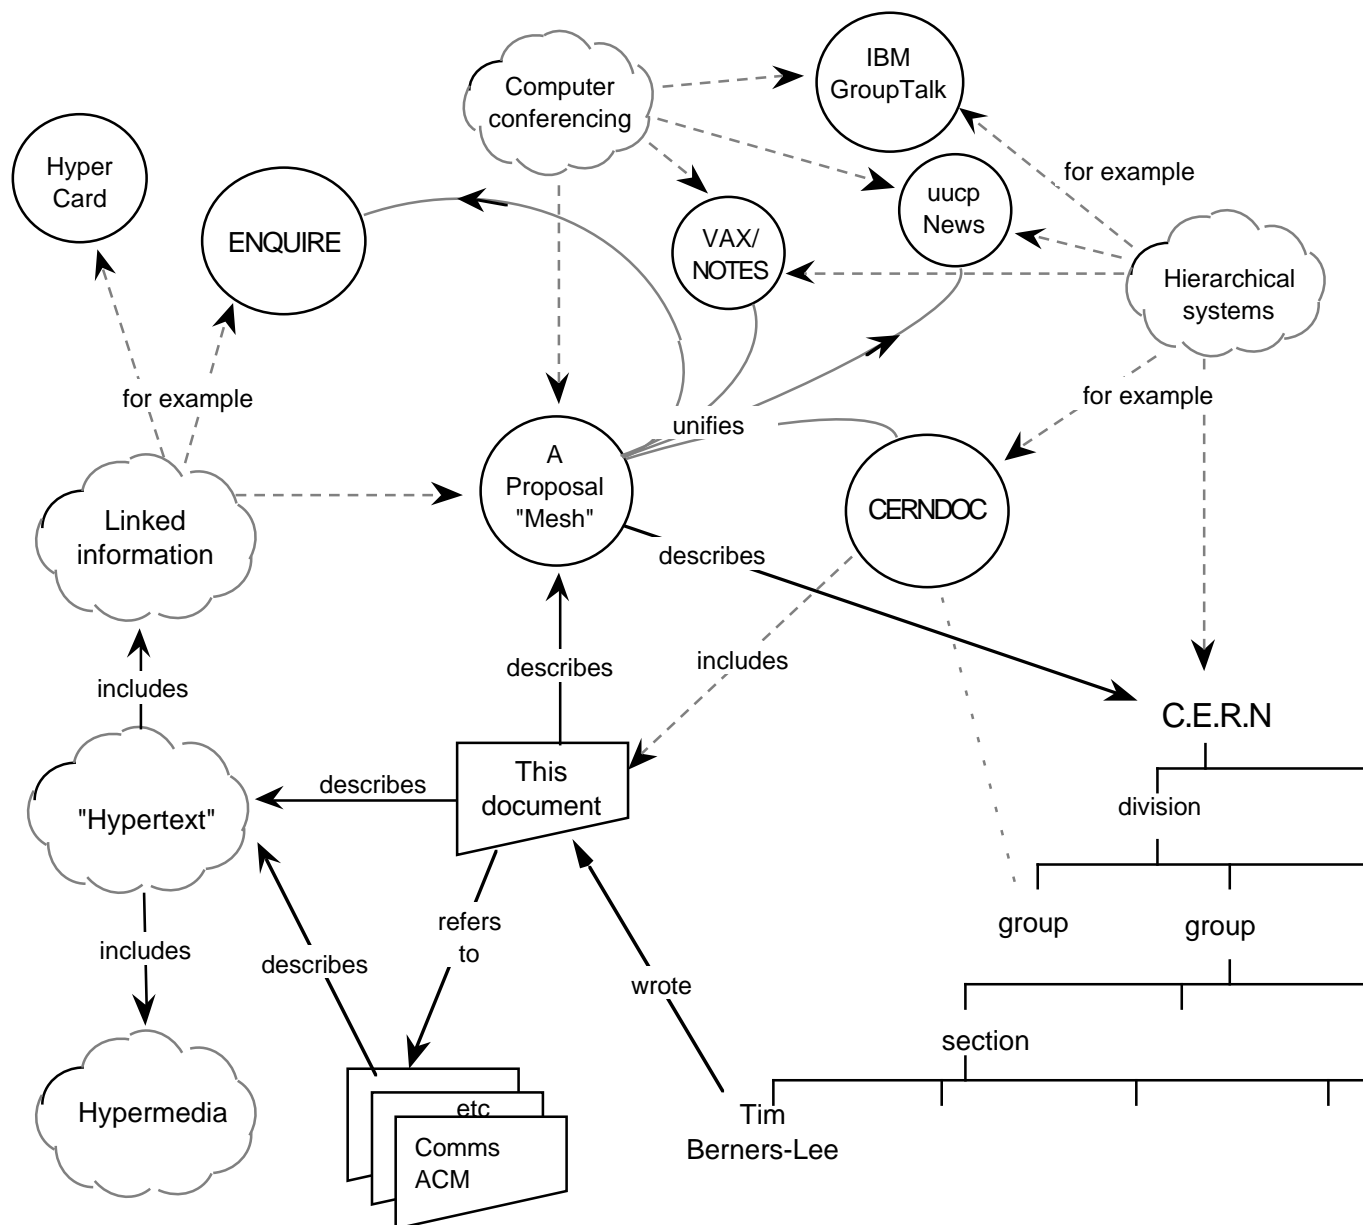 IBM
GroupTalk
Computer
conferencing
Hyper
Card
for example
uucp
News
ENQUIRE
VAX/
NOTES
Hierarchical
systems
for example
for example
unifies
A
Proposal
"Mesh"
CERNDOC
Linked
information
describes
includes
describes
includes
C.E.R.N
This
document
describes
"Hypertext"
division
refers
to
group
group
includes
describes
wrote
section
Hypermedia
etc
Comms
ACM
Tim
Berners-Lee